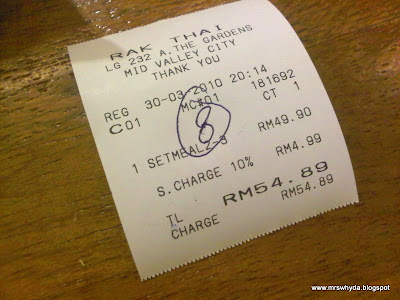 RAK THAI
LG 232 A, THE GARDENS
MID VALLEY CITY
THANK YOU
REG 30-03-2010 20:14
C01 MC#01 181692
CT 1
8
1 SETMEAL2-3 RM49.90
S.CHARGE 10% RM4.99
TL RM54.89
CHARGE RM54.89
www.mrswhyda.blogspot